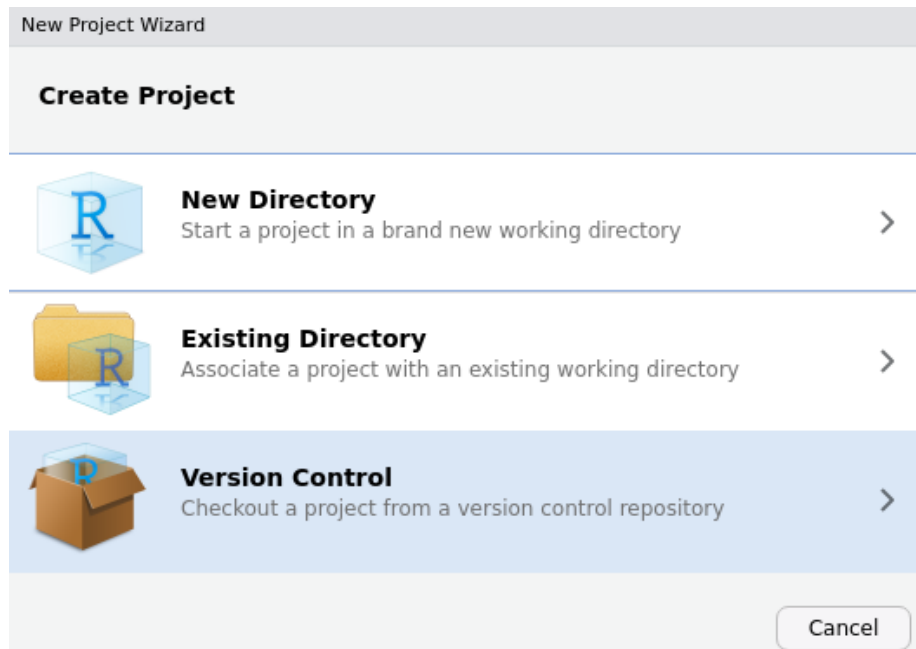 New Project Wizard
Create Project
R
New Directory
Start a project in a brand new working directory
R
Existing Directory
Associate a project with an existing working directory
R
Version Control
Checkout a project from a version control repository
Cancel